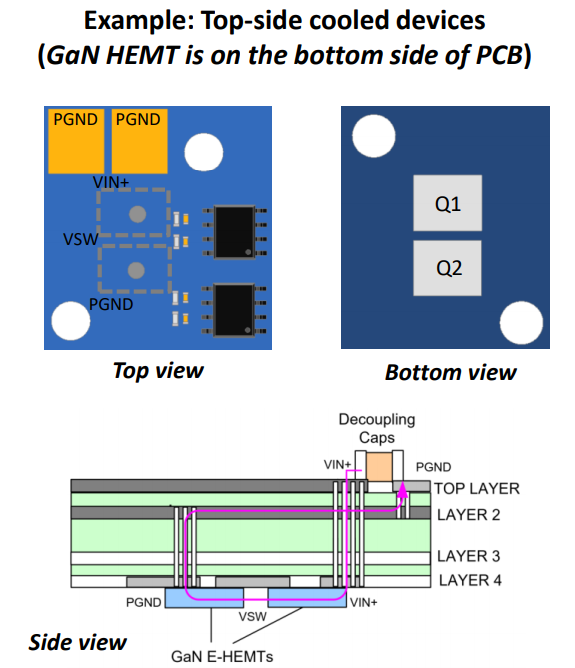 Example: Top-side cooled devices
(GaN HEMT is on the bottom side of PCB)
PGND PGND
VIN+
VSW
PGND
Top view
Q1
Q2
Bottom view
Decoupling
Caps
VIN+
PGND
TOP LAYER
LAYER 2
LAYER 3
LAYER 4
PGND
VSW
VIN+
Side view
GaN E-HEMTs